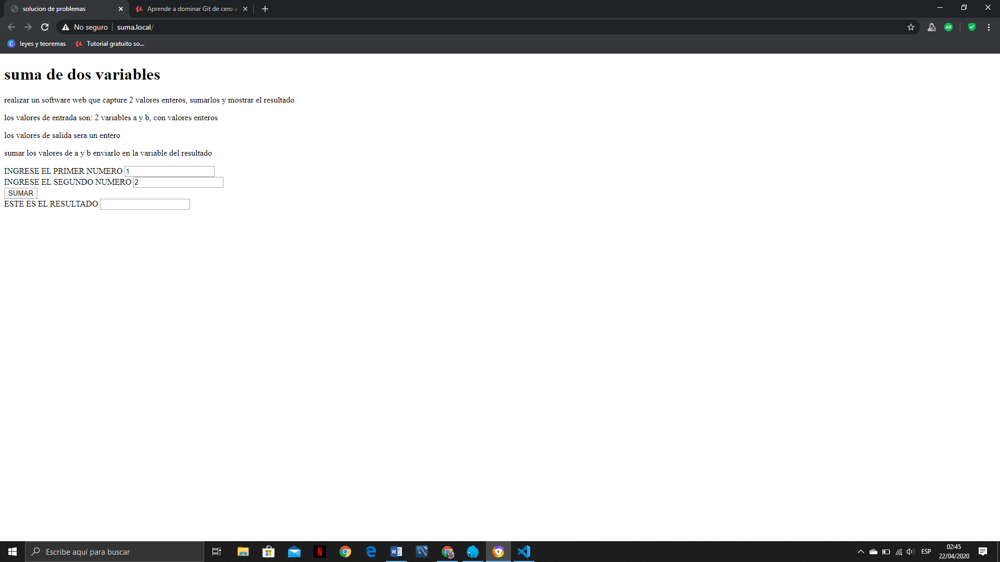 solucion de problemas
Aprende a dominar Git de cero a
No seguro
suma.local/
AD
C
leyes y teoremas
Tutorial gratuito so...
suma de dos variables
realizar un software web que capture 2 valores enteros, sumarlos y mostrar el resultado
los valores de entrada son: 2 variables a y b, con valores enteros
los valores de salida sera un entero
sumar los valores de a y b enviarlo en la variable del resultado
INGRESE EL PRIMER NUMERO 1
INGRESE EL SEGUNDO NUMERO 2
SUMAR
ESTE ES EL RESULTADO
Escribe aquí para buscar
N
W
ESP
02:45
22/04/2020